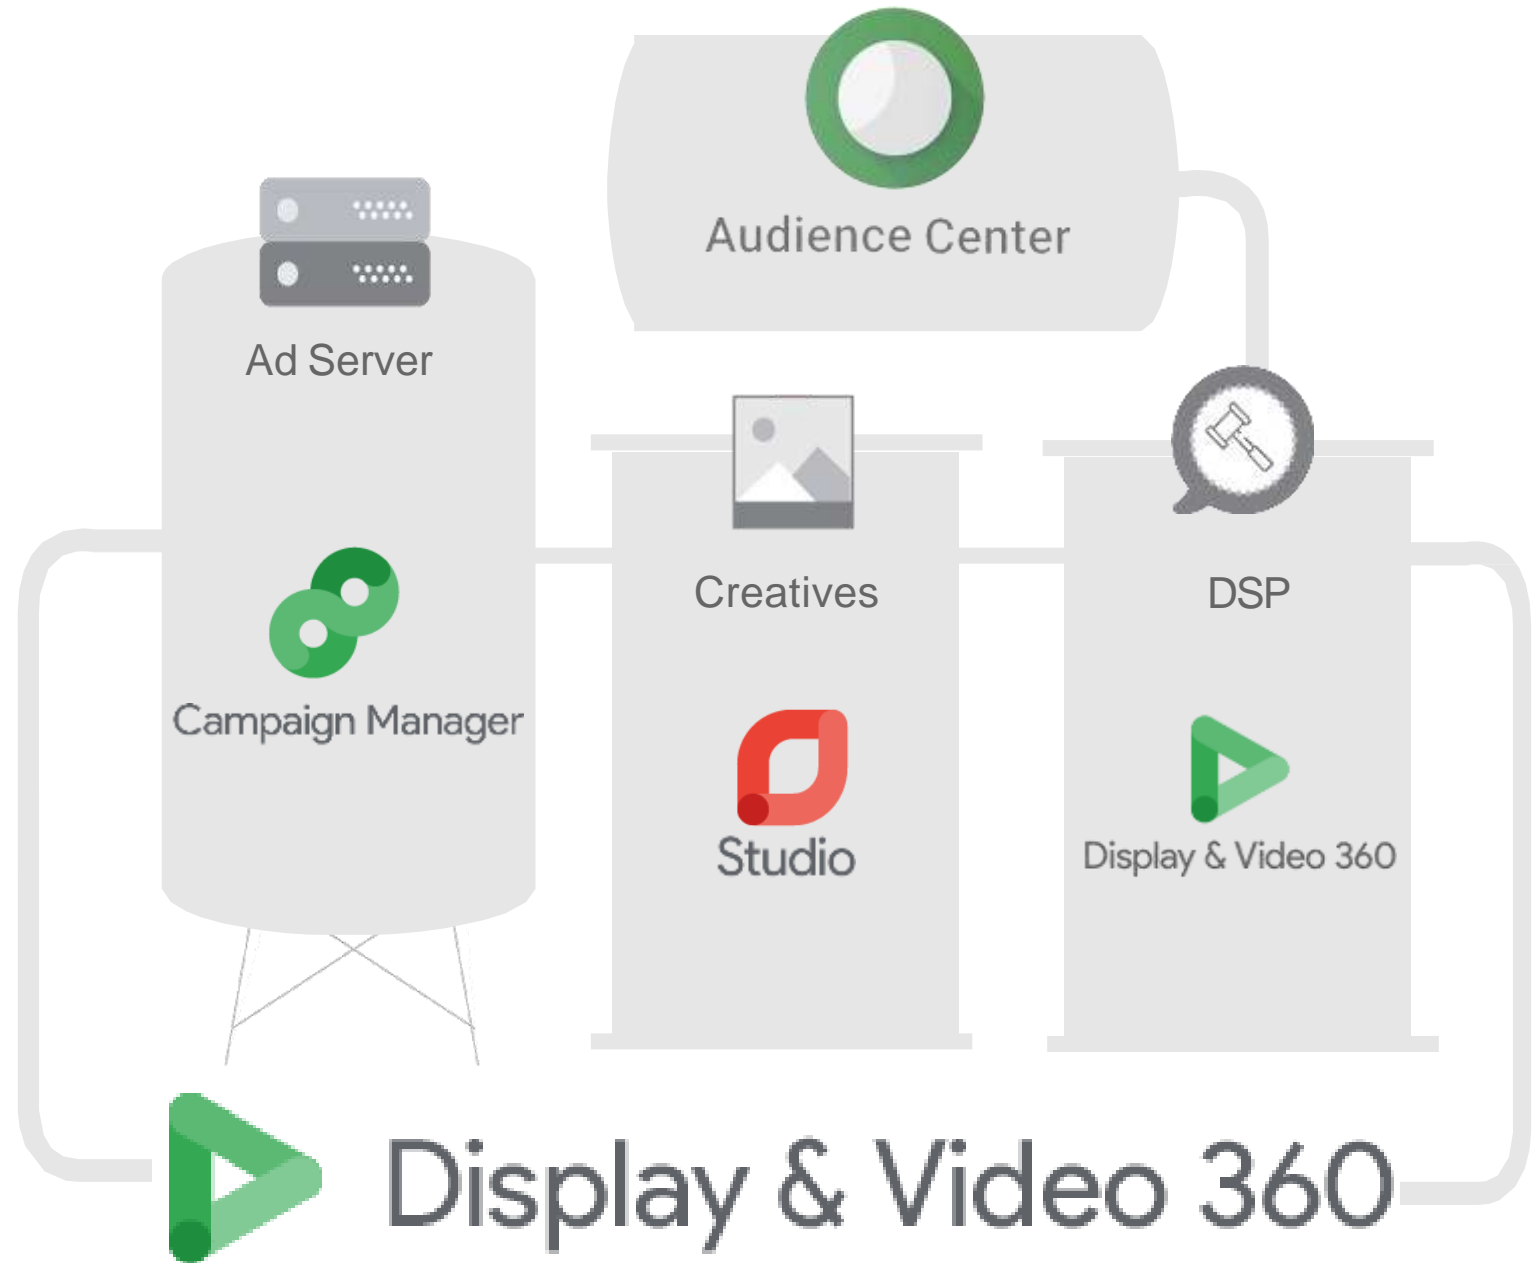 Audience Center
Ad Server
Campaign Manager
Creatives
Studio
DSP
Display & Video 360
Display & Video 360